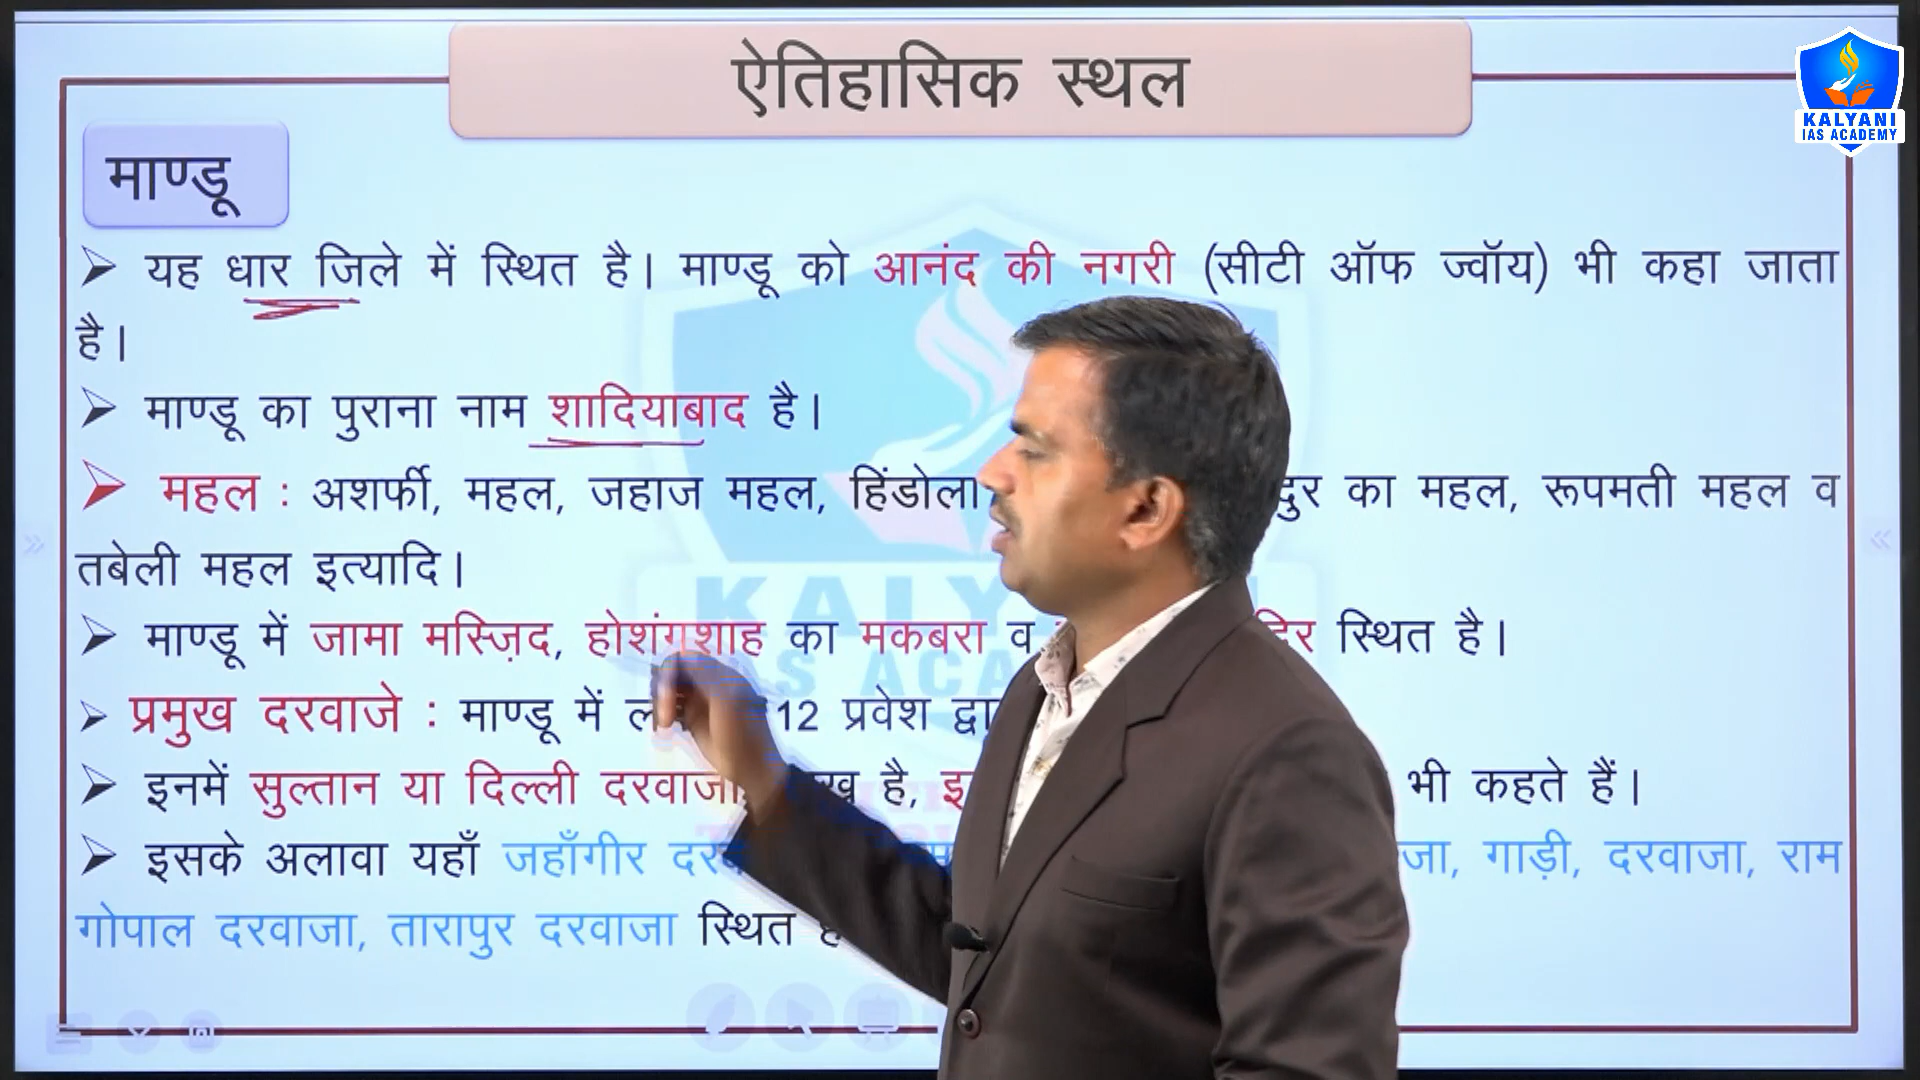 ऐतिहासिक स्थल
KALYANI
IAS ACADEMY
माण्डू
यह धार जिले में स्थित है। माण्डू को आनंद की नगरी (सीटी ऑफ ज्वॉय) भी कहा जाता
है।
माण्डू का पुराना नाम शादियाबाद है।
महल : अशर्फी, महल, जहाज महल, हिंडोला का महल, रूपमती महल व
तबेली महल इत्यादि।
माण्डू में जामा मस्ज़िद, होशंगशाह का मकबरा व स्थित है।
प्रमुख दरवाजे : माण्डू में 12 प्रवेश
इनमें सुल्तान या दिल्ली दरवाजा है, भी कहते हैं।
इसके अलावा यहाँ जहाँगीर गाड़ी, दरवाजा, राम
गोपाल दरवाजा, तारापुर दरवाजा स्थित